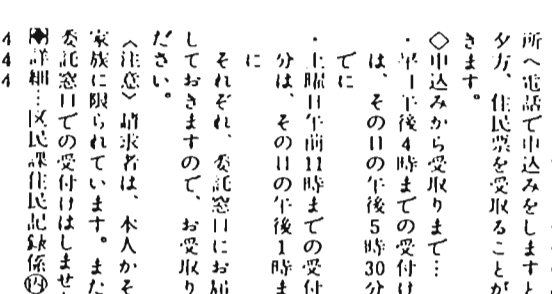 所へ電話で申込みをしますと
夕方、住民票を受取ることが
きます。
◇申込みから受取りまで…
・平日午後4時までの受付け
は、その日の午後5時30分
でに
・土曜日午前11時までの受付
分は、その日の午後1時ま
に
それぞれ、委託窓口にお届
しておきますので、お受取り
ださい。
〈注意〉請求者は、本人かそ
家族に限られています。また
委託窓口での受付けはしませ
詳細…区民課住民記録係㊃
444